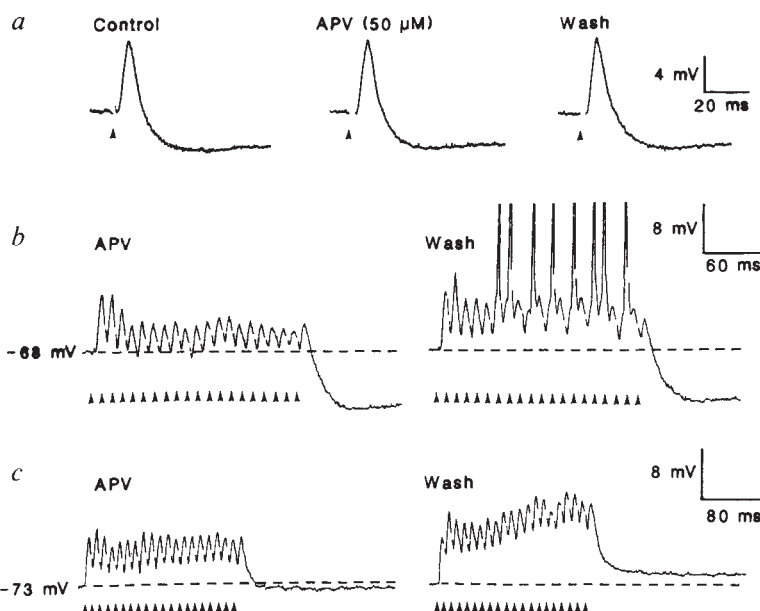 a
Control
APV (50 μM)
Wash
4 mV
20 ms
b
APV
Wash
8 mV
60 ms
-68 mV
c
APV
Wash
8 mV
80 ms
-73 mV